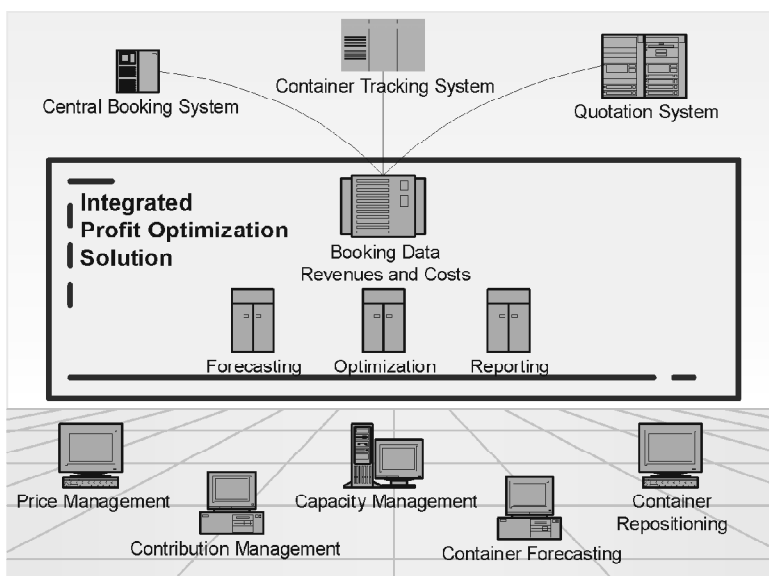 Central Booking System
Container Tracking System
Quotation System
Integrated
Profit Optimization
Solution
Booking Data
Revenues and Costs
Forecasting
Optimization
Reporting
Price Management
Contribution Management
Capacity Management
Container Forecasting
Container
Repositioning